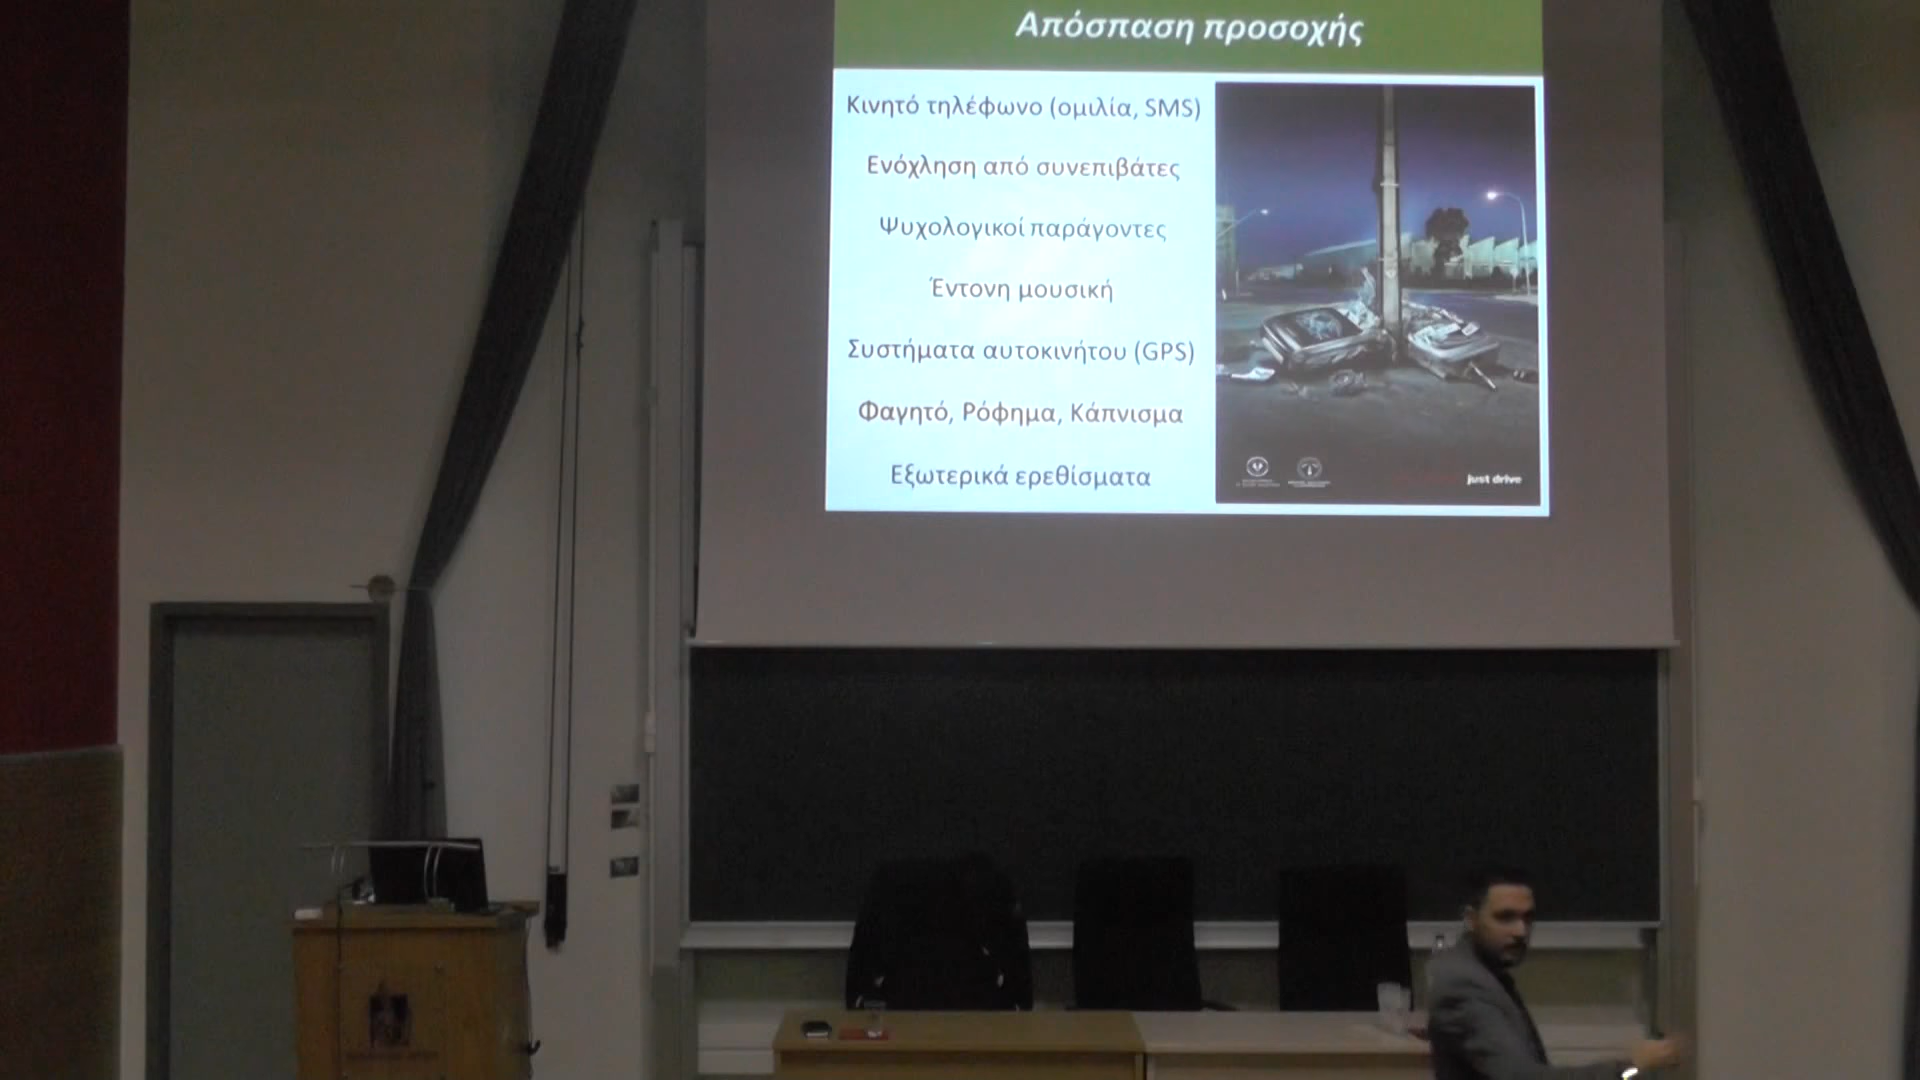 Απόσπαση προσοχής
Κινητό τηλέφωνο (ομιλία, SMS)
Ενόχληση από συνεπιβάτες
Ψυχολογικοί παράγοντες
Έντονη μουσική
Συστήματα αυτοκινήτου (GPS)
Φαγητό, Ρόφημα, Κάπνισμα
Εξωτερικά ερεθίσματα
just drive